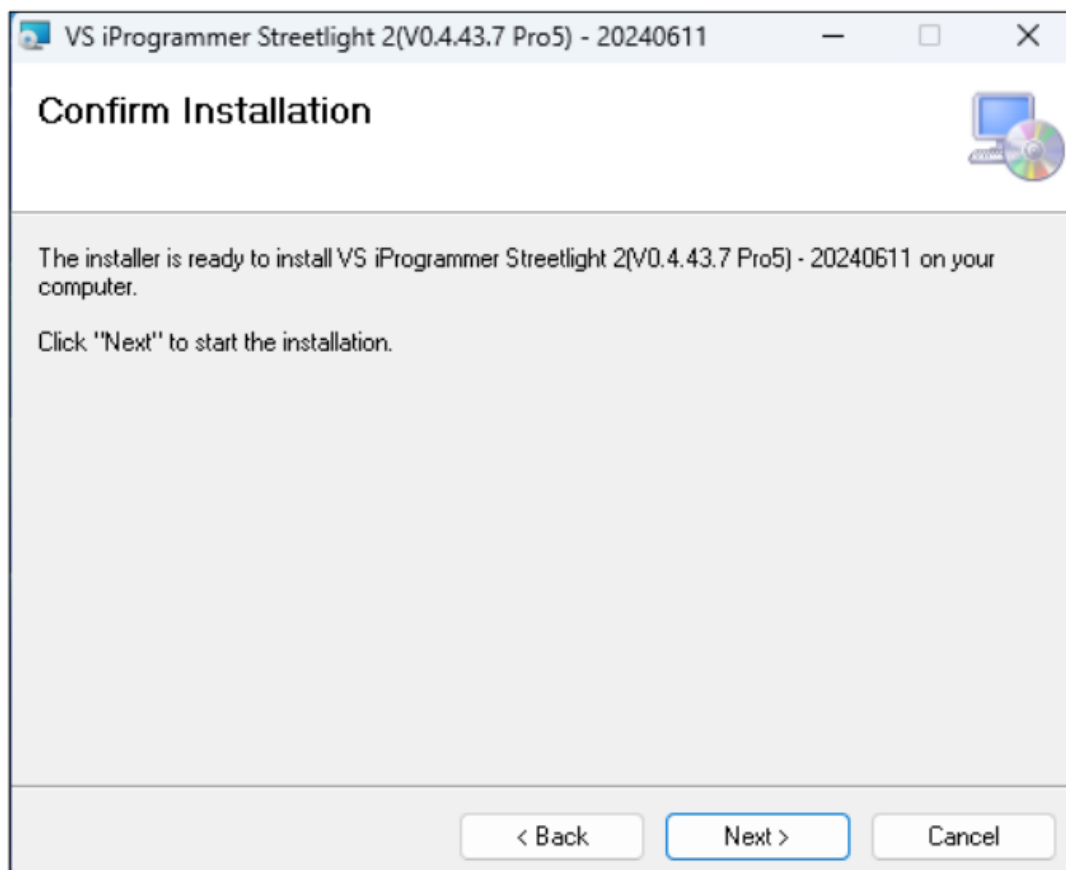 VS iProgrammer Streetlight 2(V0.4.43.7 Pro5) - 20240611
Confirm Installation
The installer is ready to install VS iProgrammer Streetlight 2(V0.4.43.7 Pro5) - 20240611 on your
computer.
Click "Next" to start the installation.
< Back
Next >
Cancel